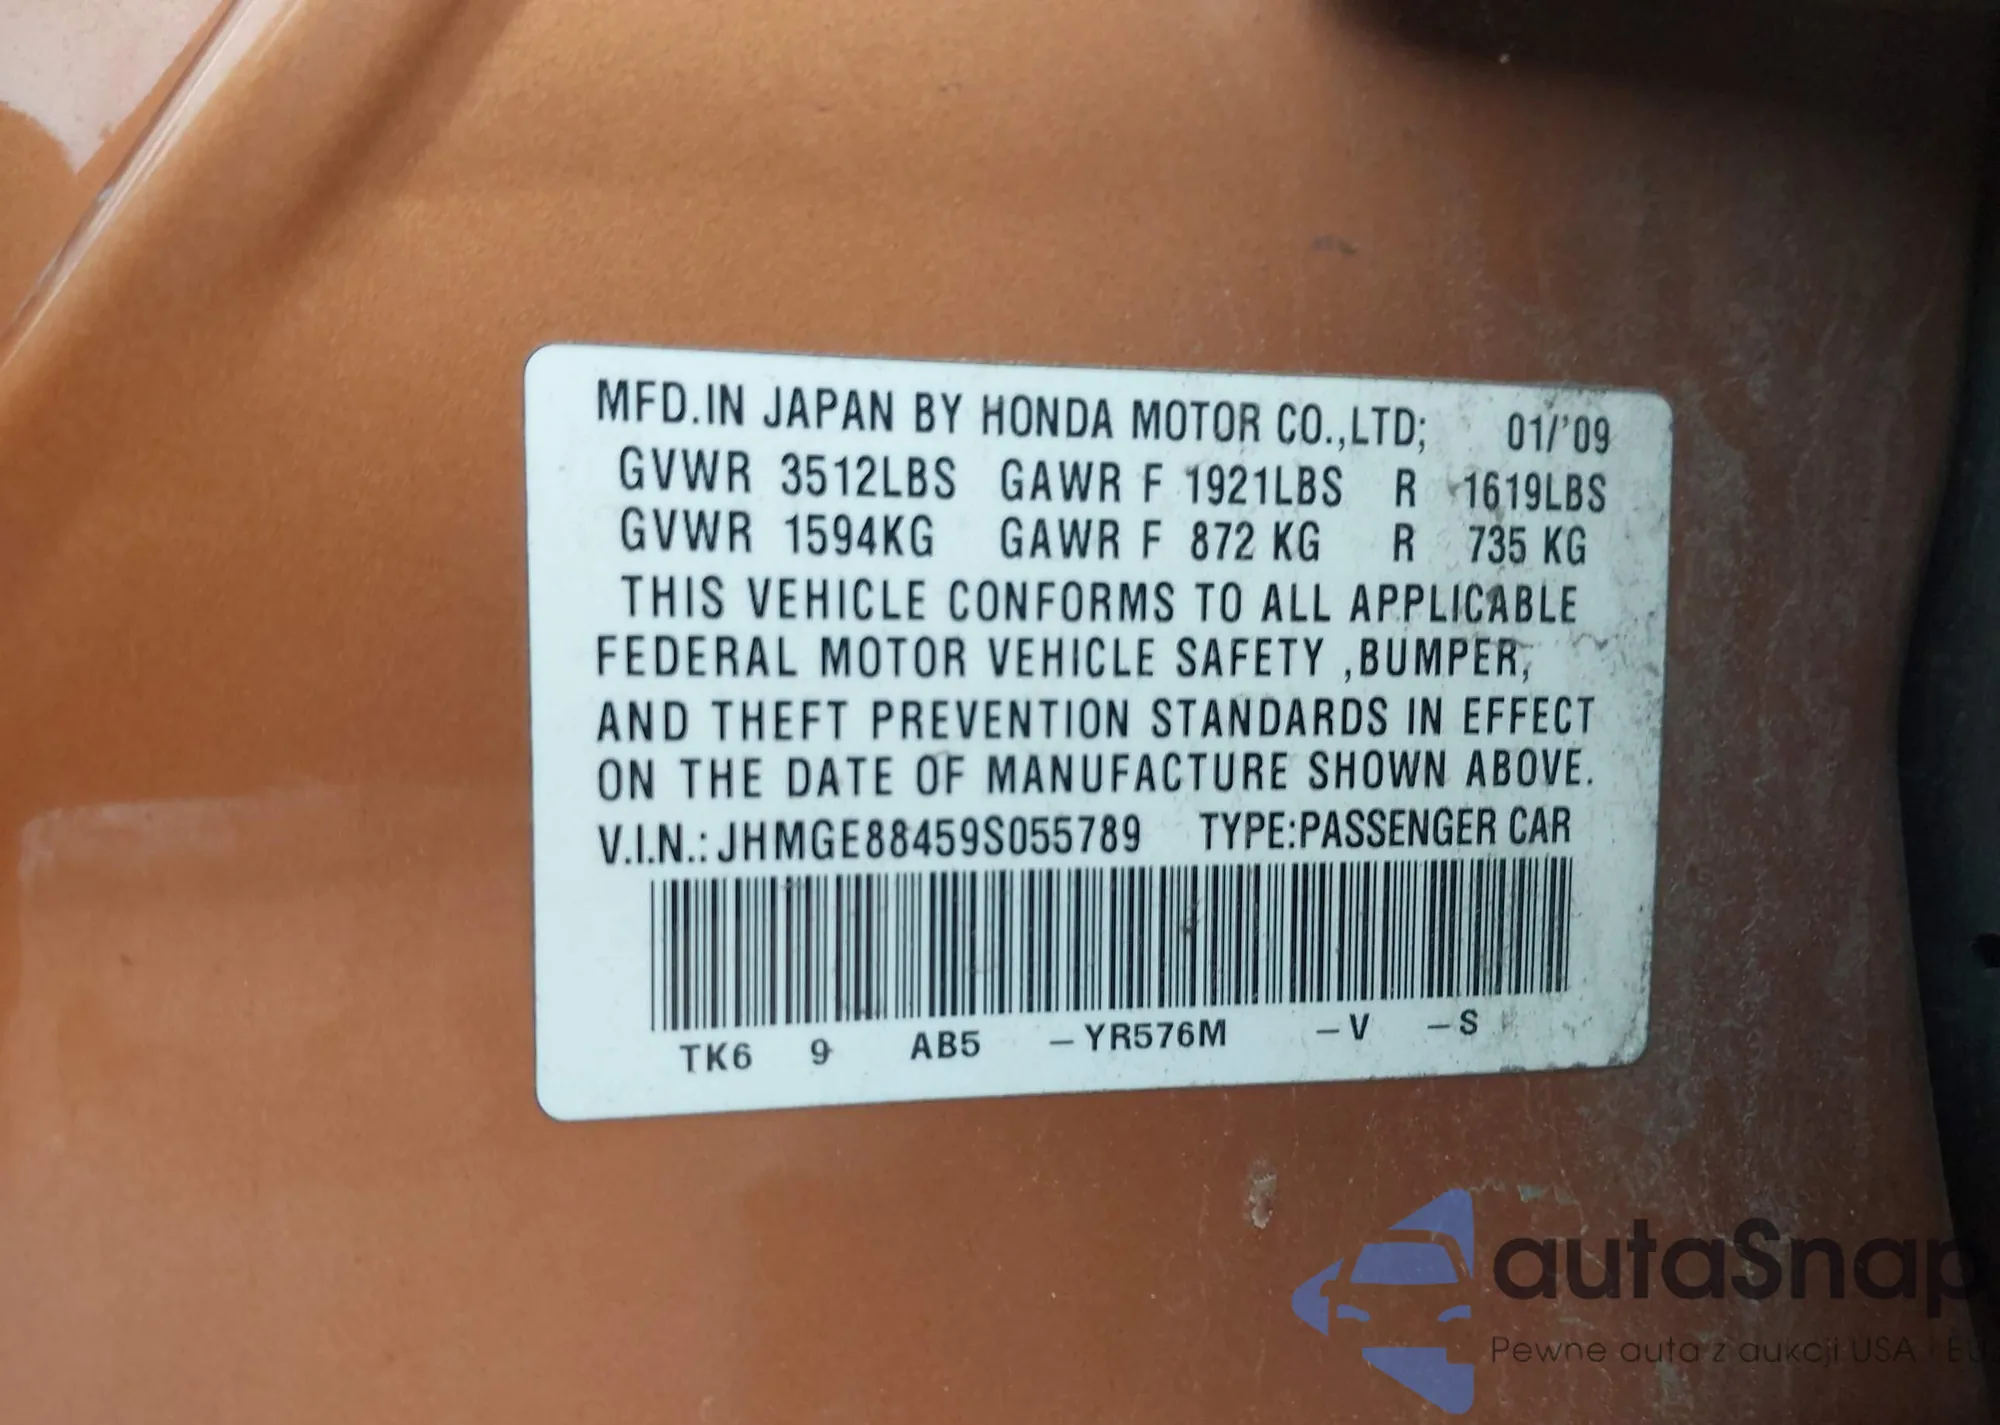 MFD.IN JAPAN BY HONDA MOTOR CO.,LTD; 01/'09
GVWR 3512LBS GAWR F 1921LBS R 1619LBS
GVWR 1594KG GAWR F 872 KG R 735 KG
THIS VEHICLE CONFORMS TO ALL APPLICABLE
FEDERAL MOTOR VEHICLE SAFETY ,BUMPER,
AND THEFT PREVENTION STANDARDS IN EFFECT
ON THE DATE OF MANUFACTURE SHOWN ABOVE.
V.I.N.: JHMGE88459S055789 TYPE:PASSENGER CAR
TK6 9 AB5 –YR576M –V –S
autaSnap
Pewne auta z aukcji USA